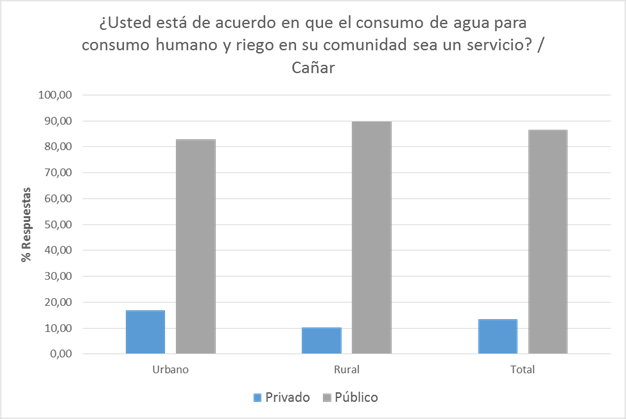 ¿Usted está de acuerdo en que el consumo de agua para
consumo humano y riego en su comunidad sea un servicio? /
Cañar
100,00
90,00
80,00
70,00
60,00
50,00
40,00
30,00
20,00
10,00
0,00
% Respuestas
Urbano Rural Total
Privado Público